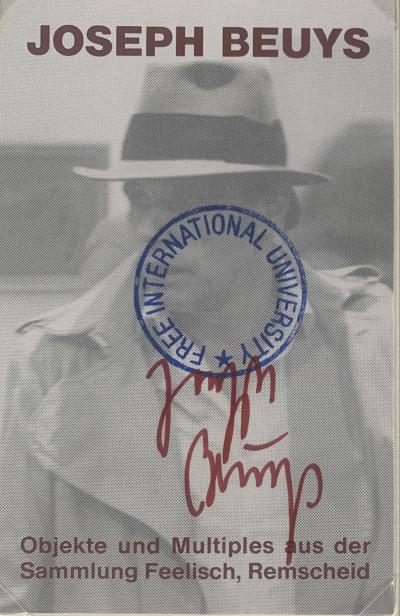 JOSEPH BEUYS
FREE INTERNATIONAL UNIVERSITY ★
Joseph
Beuys
Objekte und Multiples aus der
Sammlung Feelisch, Remscheid